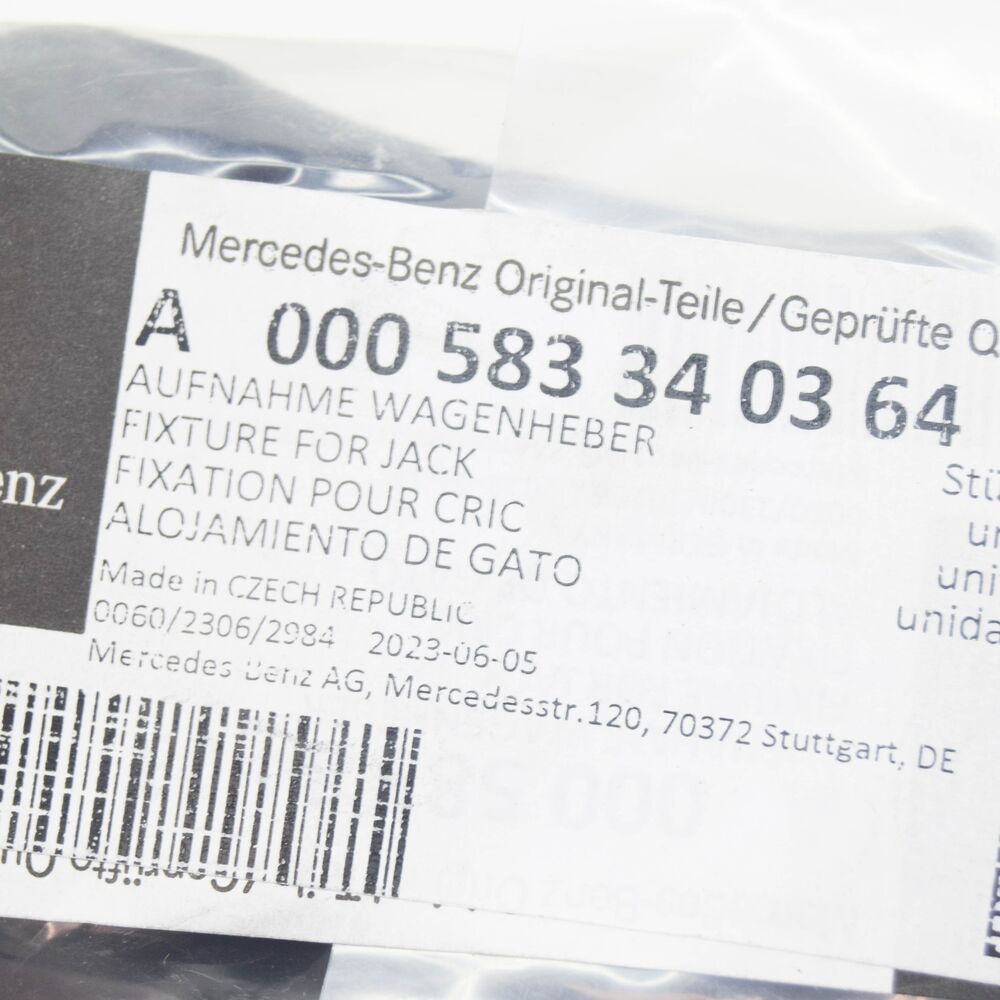 Mercedes-Benz Original-Teile / Geprüfte
A 000 583 34 03 64
AUFNAHME WAGENHEBER
FIXTURE FOR JACK
FIXATION POUR CRIC
ALOJAMIENTO DE GATO
Made in CZECH REPUBLIC
0060/2306/2984 2023-06-05
Mercedes Benz AG, Mercedesstr.120, 70372 Stuttgart, DE
enz
Stü
un
uni
unida